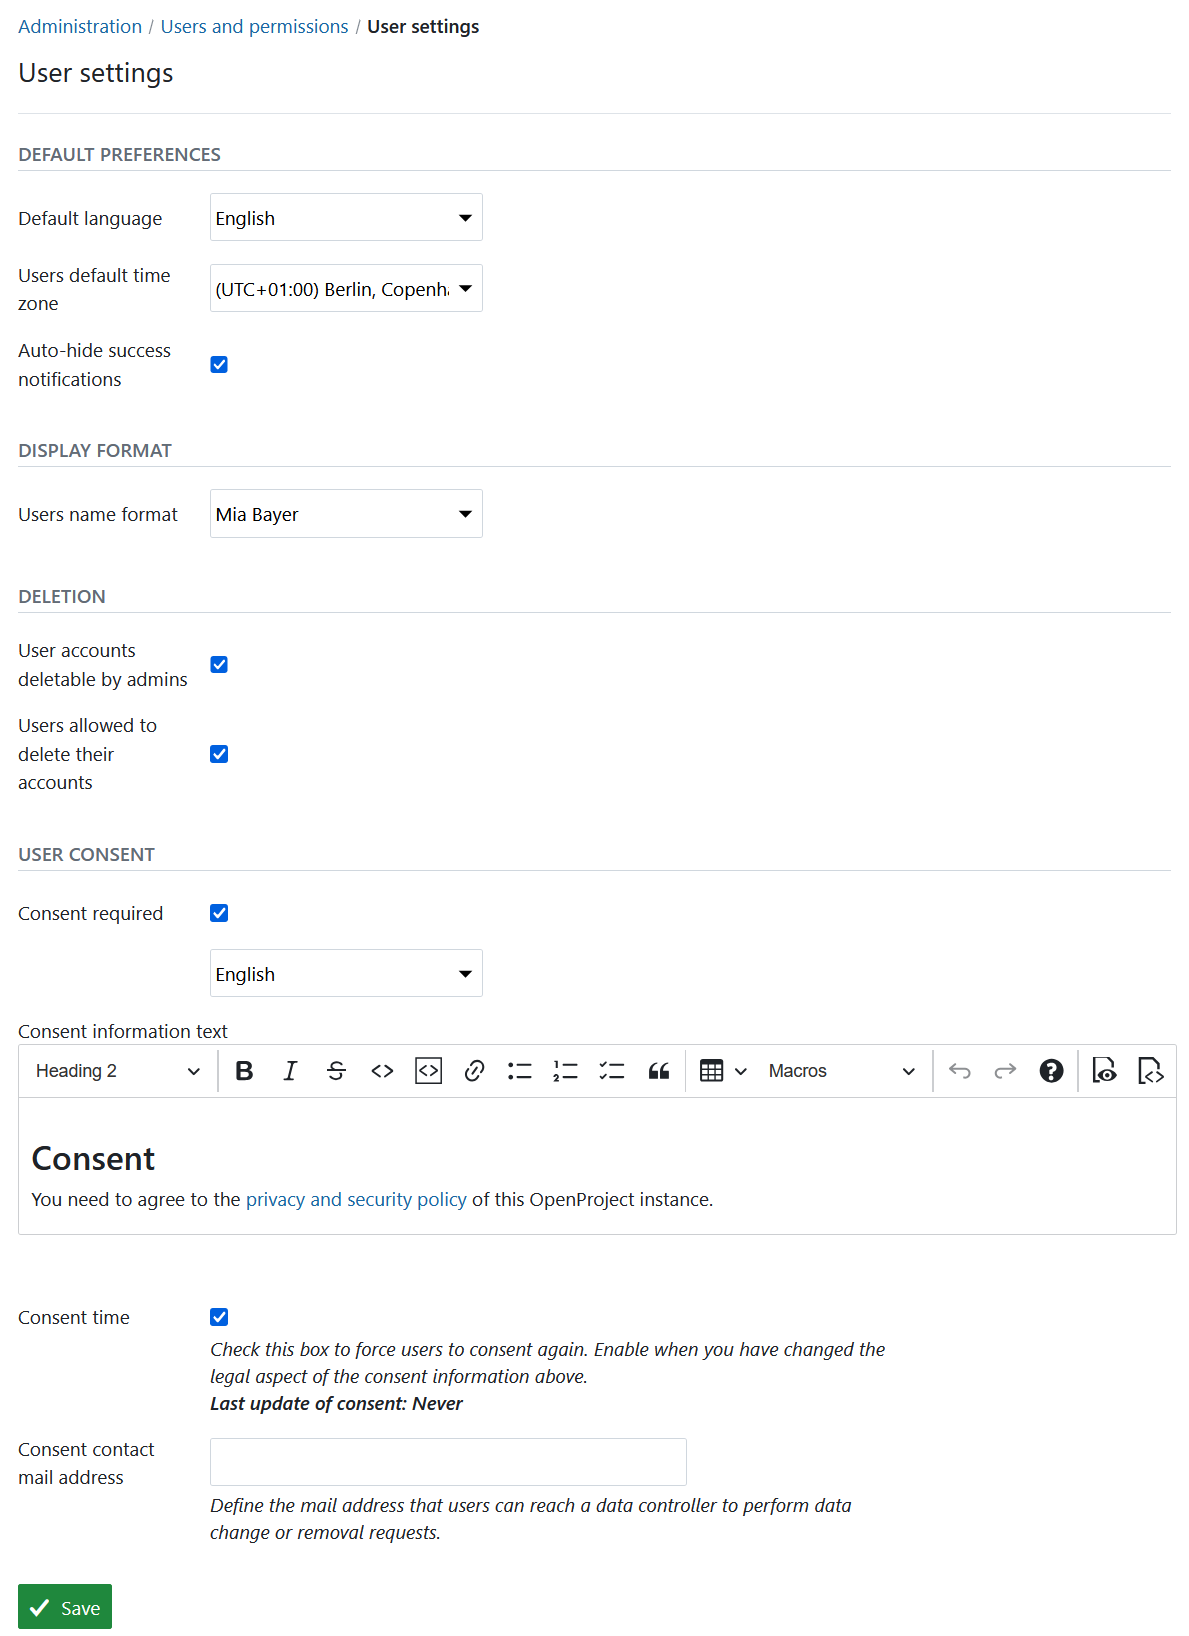 Administration / Users and permissions / User settings
User settings
DEFAULT PREFERENCES
Default language
English
Users default time
zone
(UTC+01:00) Berlin, Copenh
Auto-hide success
notifications
DISPLAY FORMAT
Users name format
Mia Bayer
DELETION
User accounts
deletable by admins
Users allowed to
delete their
accounts
USER CONSENT
Consent required
English
Consent information text
Heading 2
Macros
Consent
You need to agree to the privacy and security policy of this OpenProject instance.
Consent time
Check this box to force users to consent again. Enable when you have changed the
legal aspect of the consent information above.
Last update of consent: Never
Consent contact
mail address
Define the mail address that users can reach a data controller to perform data
change or removal requests.
Save